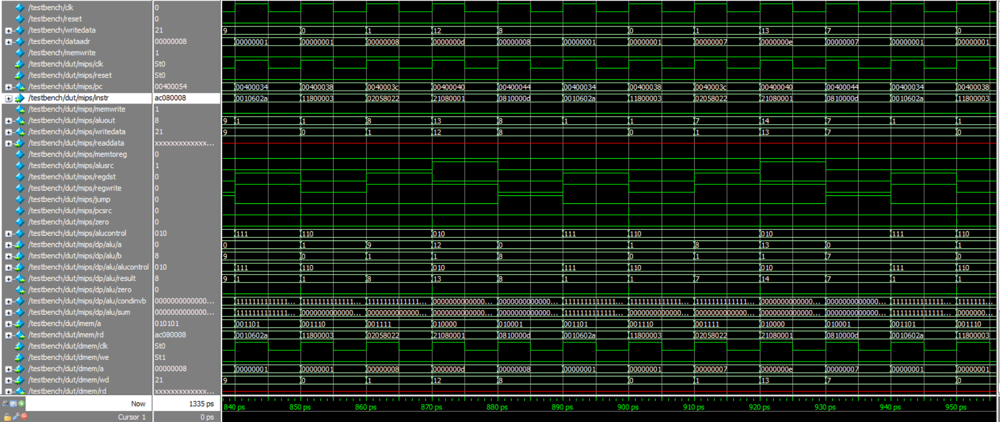 /testbench/clk 0
/testbench/reset 0
/testbench/writedata 21 9 0 1 12 8 0 1 13 7 0
/testbench/dataadr 00000008 00000001 00000001 00000008 0000000d 00000008 00000001 00000001 00000007 0000000e 00000007 00000001 00000001
/testbench/memwrite 1
/testbench/dut/mips/clk St0
/testbench/dut/mips/reset St0
/testbench/dut/mips/pc 00400054 00400034 00400038 0040003c 00400040 00400044 00400034 00400038 0040003c 00400040 00400044 00400034 00400038
/testbench/dut/mips/instr ac080008 0010602a 11800003 02058022 21080001 0810000d 0010602a 11800003 02058022 21080001 0810000d 0010602a 11800003
/testbench/dut/mips/memwrite 1
/testbench/dut/mips/aluout 8 9 1 1 8 13 8 1 1 7 14 7 1 1
/testbench/dut/mips/writedata 21 9 0 1 12 8 0 1 13 7 0
/testbench/dut/mips/readdata xxxxxxxxxxxxx...
/testbench/dut/mips/memtoreg 0
/testbench/dut/mips/alusrc 1
/testbench/dut/mips/regdst 0
/testbench/dut/mips/regwrite 0
/testbench/dut/mips/jump 0
/testbench/dut/mips/pcsrc 0
/testbench/dut/mips/zero 0
/testbench/dut/mips/alucontrol 010 111 110 010 111 110 010 111 110
/testbench/dut/mips/dp/alu/a 0 0 1 9 12 0 1 8 13 0 1
/testbench/dut/mips/dp/alu/b 8 9 0 1 1 8 0 1 1 7 0
/testbench/dut/mips/dp/alu/alucontrol 010 111 110 010 111 110 010 111 110
/testbench/dut/mips/dp/alu/result 8 9 1 1 8 13 8 1 1 7 14 7 1 1
/testbench/dut/mips/dp/alu/zero 0
/testbench/dut/mips/dp/alu/condinvb 0000000000000... 1111111111111... 1111111111111... 1111111111111... 0000000000000... 0000000000000... 1111111111111... 1111111111111... 1111111111111... 0000000000000... 0000000000000... 1111111111111... 1111111...
/testbench/dut/mips/dp/alu/sum 0000000000000... 1111111111111... 0000000000000... 0000000000000... 0000000000000... 0000000000000... 1111111111111... 0000000000000... 0000000000000... 0000000000000... 0000000000000... 1111111111111... 0000000...
/testbench/dut/imem/a 010101 001101 001110 001111 010000 010001 001101 001110 001111 010000 010001 001101 001110
/testbench/dut/imem/rd ac080008 0010602a 11800003 02058022 21080001 0810000d 0010602a 11800003 02058022 21080001 0810000d 0010602a 11800003
/testbench/dut/dmem/clk St0
/testbench/dut/dmem/we St1
/testbench/dut/dmem/a 00000008 00000001 00000001 00000008 0000000d 00000008 00000001 00000001 00000007 0000000e 00000007 00000001 00000001
/testbench/dut/dmem/wd 21 9 0 1 12 8 0 1 13 7 0
/testbench/dut/dmem/rd xxxxxxxxxxxxx...
Now 1335 ps 840 ps 850 ps 860 ps 870 ps 880 ps 890 ps 900 ps 910 ps 920 ps 930 ps 940 ps 950 ps
Cursor 1 0 ps